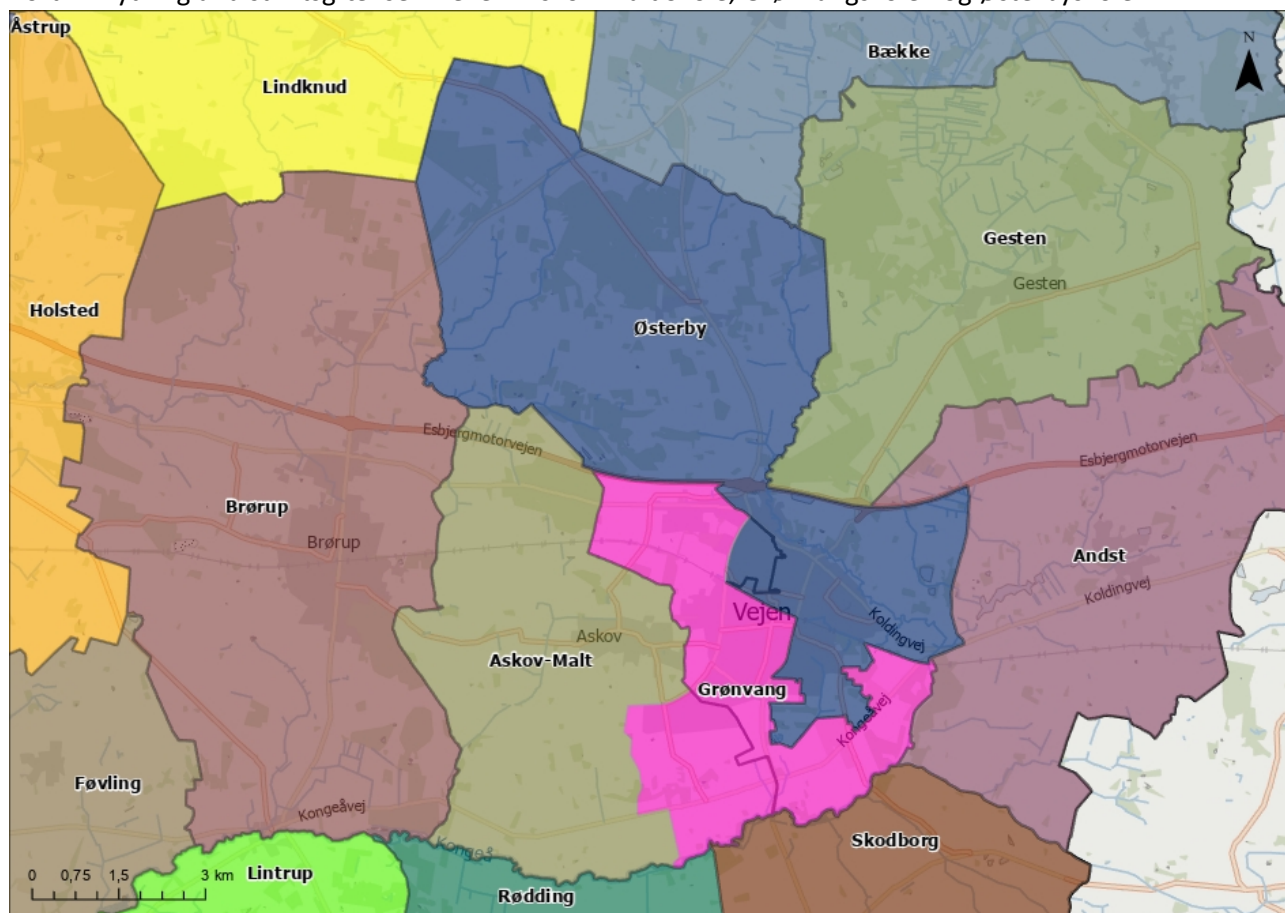 Åstrup
Lindknud
Bække
N
Gesten
Gesten
Holsted
Østerby
Esbjergmotorvejen
Esbjergmotorvejen
Brørup
Brørup
Andst
Koldingvej
Vejen
Koldingvej
Askov
Askov-Malt
Grønvang
Kongeåvej
Føvling
Kongeåvej
Kongeå
Skodborg
Lintrup
Rødding
0 0,75 1,5 3 km